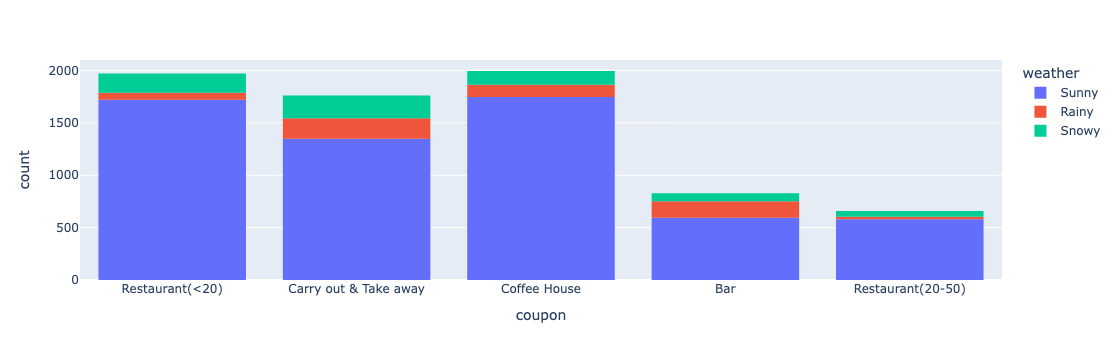 weather
Sunny
Rainy
Snowy
count
2000
1500
1000
500
0
Restaurant(<20)
Carry out & Take away
Coffee House
Bar
Restaurant(20-50)
coupon